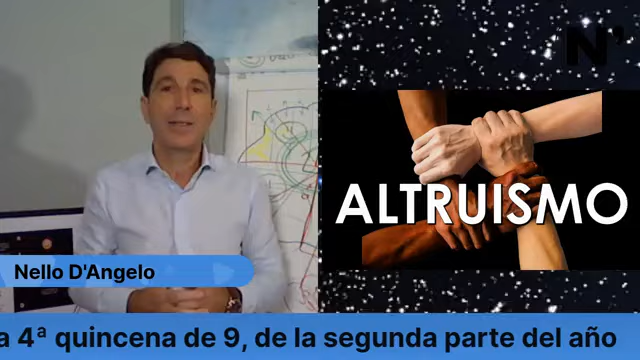 N'
ALTRUISMO
Nello D'Angelo
a 4ª quincena de 9, de la segunda parte del año